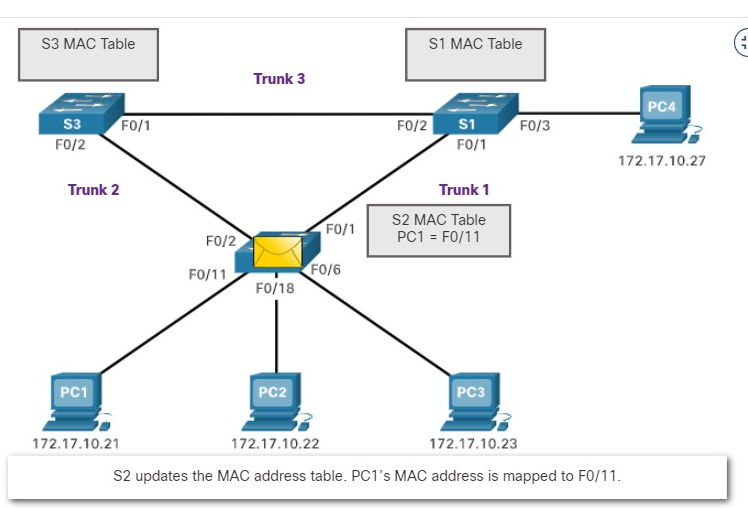 S3 MAC Table
S1 MAC Table
Trunk 3
S3
F0/1
F0/2
S1
F0/3
PC4
F0/2
F0/1
172.17.10.27
Trunk 2
Trunk 1
S2 MAC Table
PC1 = F0/11
F0/2
F0/1
F0/11
F0/6
F0/18
PC1
PC2
PC3
172.17.10.21
172.17.10.22
172.17.10.23
S2 updates the MAC address table. PC1's MAC address is mapped to F0/11.